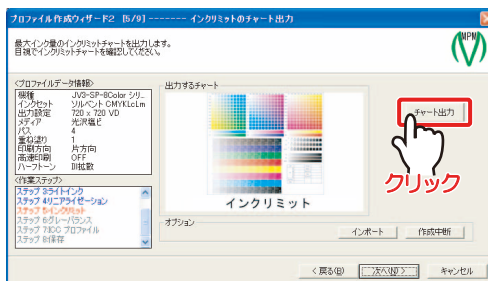 プロファイル作成ウィザード2 [5/9] ------- インクリミットのチャート出力
最大インク量のインクリミットチャートを出力します。
目視でインクリミットチャートを確認してください。
MPM
<プロファイルデータ情報>
機種 JV3-SP-8Color シリ..
インクセット ソルベント CMYKLcLm
出力設定 720 x 720 VD
メディア 光沢塩ビ
パス 4
重ね塗り 1
印刷方向 片方向
高速印刷 OFF
ハーフトーン 誤拡散
<作業ステップ>
ステップ 3:ライトインク
ステップ 4:リニアライゼーション
ステップ 5:インクリミット
ステップ 6:グレーバランス
ステップ 7:ICC プロファイル
ステップ 8:保存
出力するチャート
インクリミット
チャート出力
クリック
オプション
インポート
作成中断
< 戻る(B)
次へ(N) >
キャンセル